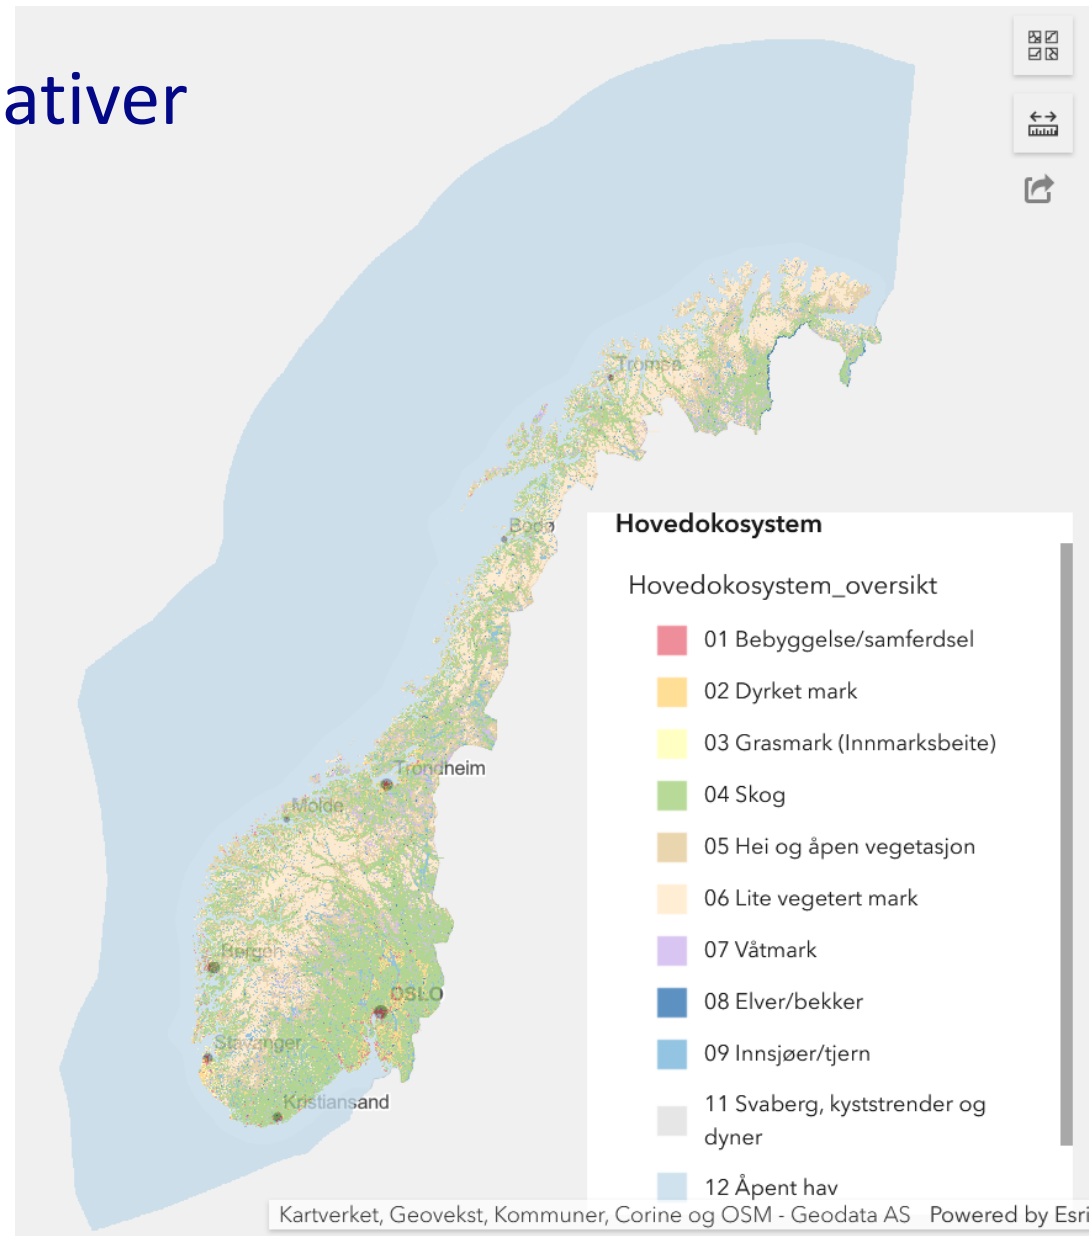 ativer
Tromsø
Bodø
Trondheim
Molde
Bergen
OSLO
Stavanger
Kristiansand
Hovedokosystem
Hovedokosystem_oversikt
01 Bebyggelse/samferdsel
02 Dyrket mark
03 Grasmark (Innmarksbeite)
04 Skog
05 Hei og åpen vegetasjon
06 Lite vegetert mark
07 Våtmark
08 Elver/bekker
09 Innsjøer/tjern
11 Svaberg, kyststrender og
dyner
12 Åpent hav
Kartverket, Geovekst, Kommuner, Corine og OSM - Geodata AS Powered by Esri